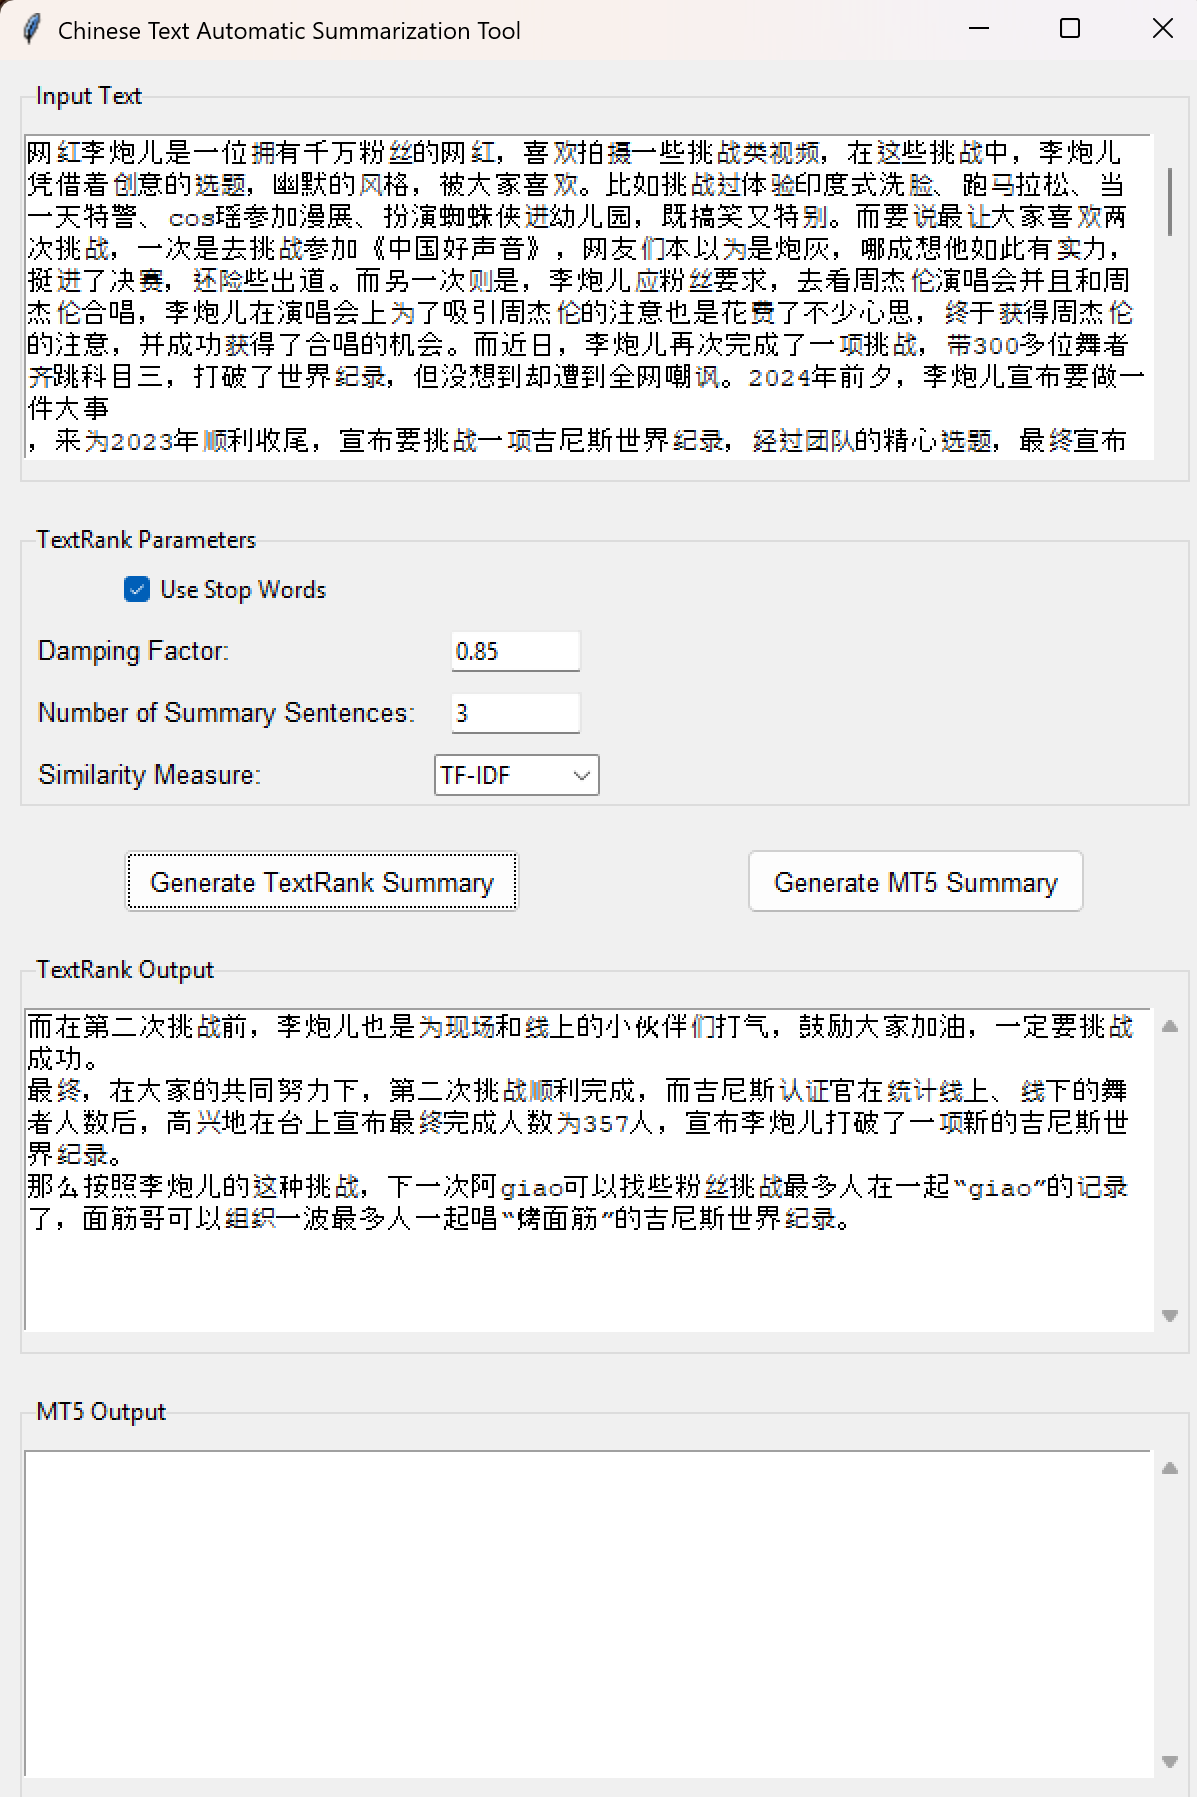 Chinese Text Automatic Summarization Tool
Input Text
网红李炮儿是一位拥有千万粉丝的网红，喜欢拍摄一些挑战类视频，在这些挑战中，李炮儿
凭借着创意的选题，幽默的风格，被大家喜欢。比如挑战过体验印度式洗脸、跑马拉松、当
一天特警、cos瑶参加漫展、扮演蜘蛛侠进幼儿园，既搞笑又特别。而要说最让大家喜欢两
次挑战，一次是去挑战参加《中国好声音》，网友们本以为是炮灰，哪成想他如此有实力，
挺进了决赛，还险些出道。而另一次则是，李炮儿应粉丝要求，去看周杰伦演唱会并且和周
杰伦合唱，李炮儿在演唱会上为了吸引周杰伦的注意也是花费了不少心思，终于获得周杰伦
的注意，并成功获得了合唱的机会。而近日，李炮儿再次完成了一项挑战，带300多位舞者
齐跳科目三，打破了世界纪录，但没想到却遭到全网嘲讽。2024年前夕，李炮儿宣布要做一
件大事
，来为2023年顺利收尾，宣布要挑战一项吉尼斯世界纪录，经过团队的精心选题，最终宣布
TextRank Parameters
Use Stop Words
Damping Factor: 0.85
Number of Summary Sentences: 3
Similarity Measure: TF-IDF
Generate TextRank Summary Generate MT5 Summary
TextRank Output
而在第二次挑战前，李炮儿也是为现场和线上的小伙伴们打气，鼓励大家加油，一定要挑战
成功。
最终，在大家的共同努力下，第二次挑战顺利完成，而吉尼斯认证官在统计线上、线下的舞
者人数后，高兴地在台上宣布最终完成人数为357人，宣布李炮儿打破了一项新的吉尼斯世
界纪录。
那么按照李炮儿的这种挑战，下一次阿giao可以找些粉丝挑战最多人在一起“giao”的记录
了，面筋哥可以组织一波最多人一起唱“烤面筋”的吉尼斯世界纪录。
MT5 Output